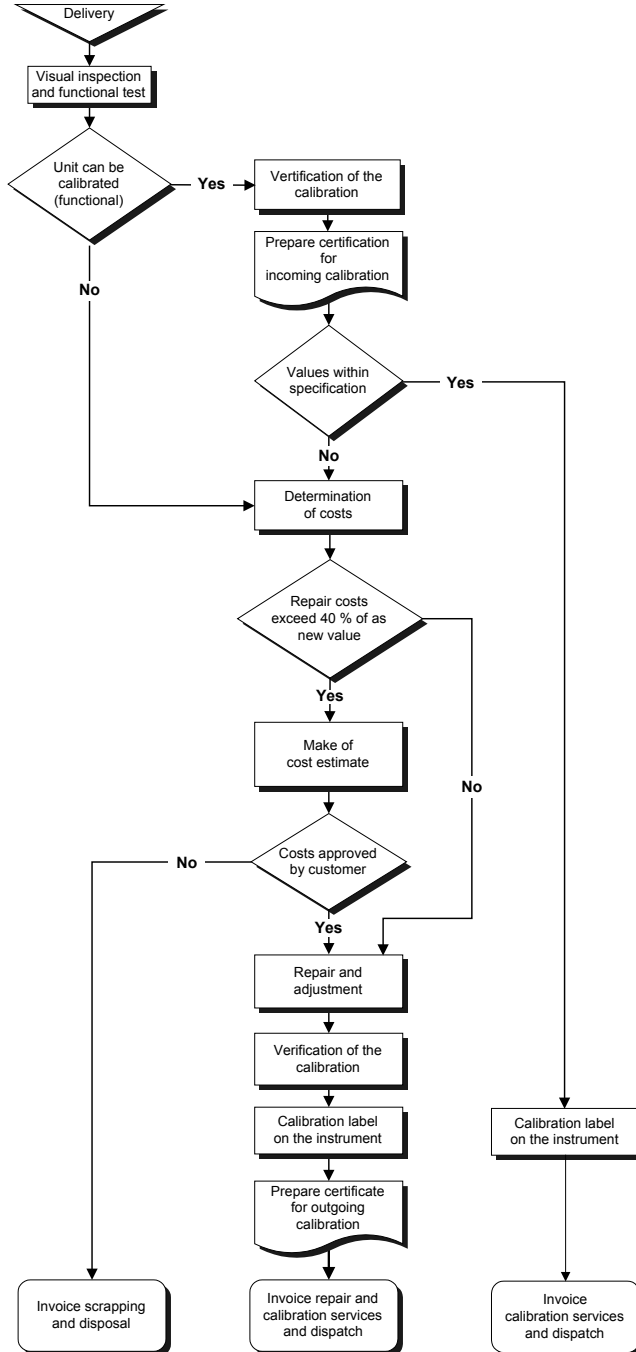 Delivery
Visual inspection
and functional test
Unit can be
calibrated
(functional)
Yes
Vertification of the
calibration
Prepare certification
for
incoming calibration
No
Values within
specification
Yes
No
Determination
of costs
Repair costs
exceed 40 % of as
new value
Yes
Make of
cost estimate
No
Costs approved
by customer
No
Yes
Repair and
adjustment
Verification of the
calibration
Calibration label
on the instrument
Calibration label
on the instrument
Prepare certificate
for outgoing
calibration
Invoice scrapping
and disposal
Invoice repair and
calibration services
and dispatch
Invoice
calibration services
and dispatch